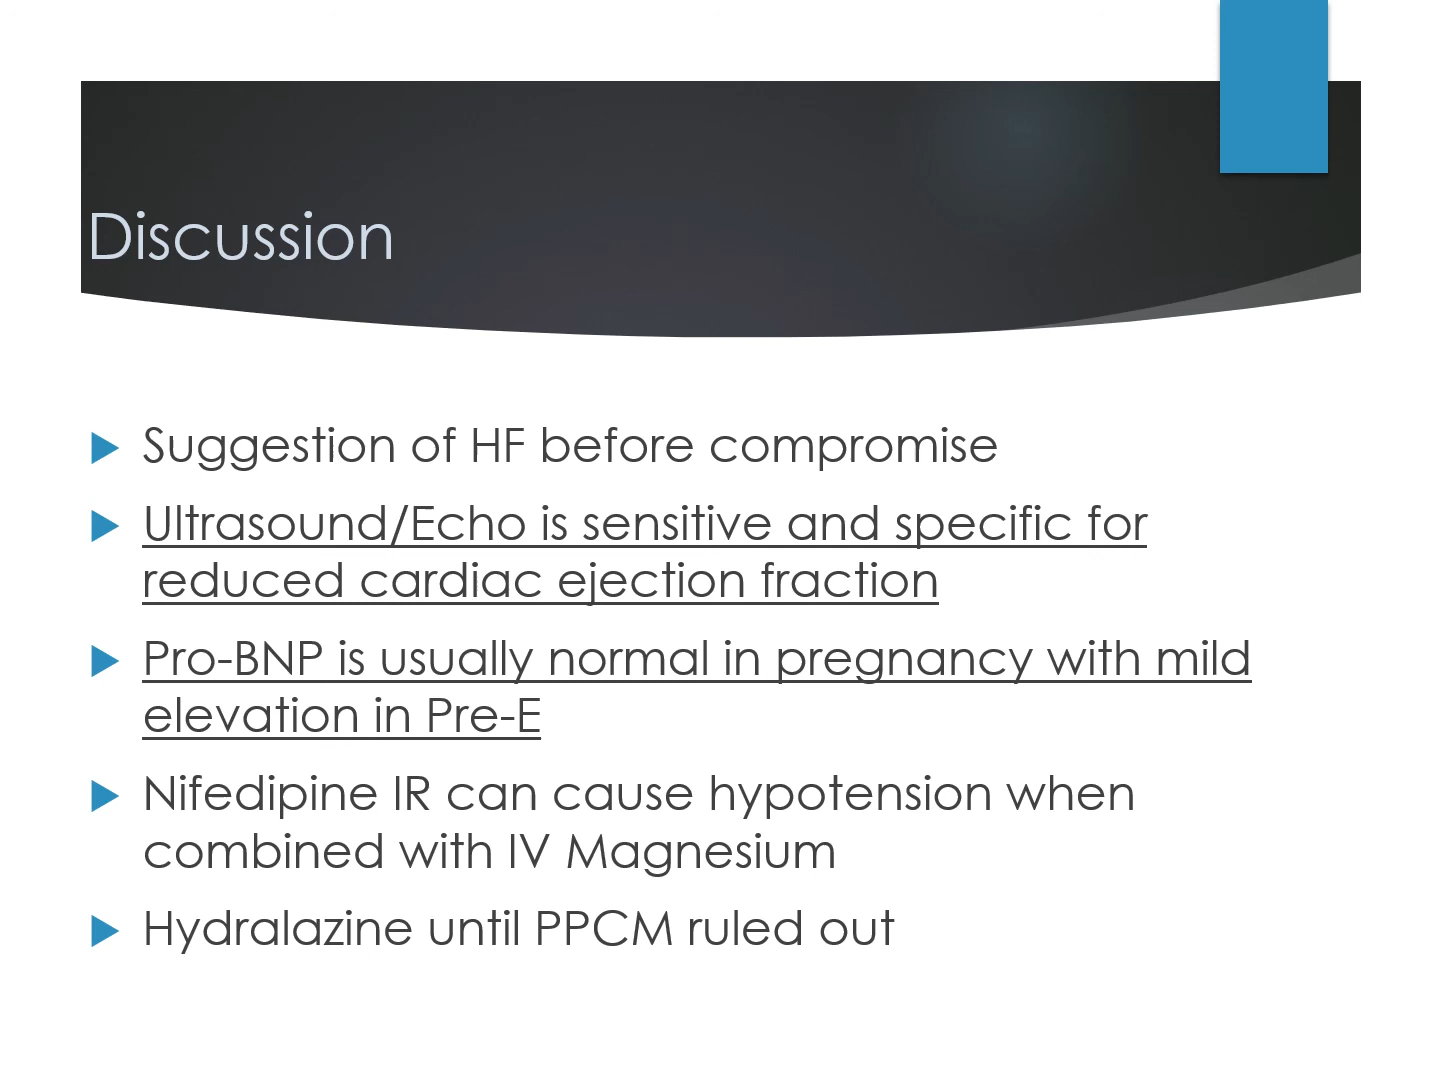 Discussion
Suggestion of HF before compromise
Ultrasound/Echo is sensitive and specific for
reduced cardiac ejection fraction
Pro-BNP is usually normal in pregnancy with mild
elevation in Pre-E
Nifedipine IR can cause hypotension when
combined with IV Magnesium
Hydralazine until PPCM ruled out